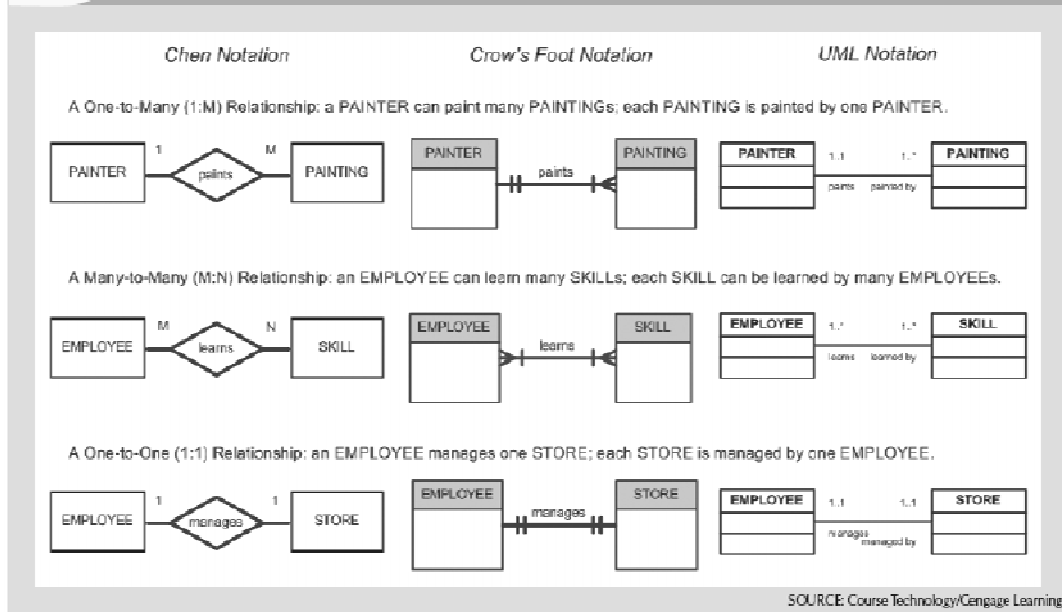 Chen Notation Crow's Foot Notation UML Notation
A One-to-Many (1:M) Relationship: a PAINTER can paint many PAINTINGs; each PAINTING is painted by one PAINTER.
PAINTER 1 paints M PAINTING
PAINTER paints PAINTING
PAINTER 1..1 1..* PAINTING
paints painted by
A Many-to-Many (M:N) Relationship: an EMPLOYEE can learn many SKILLs; each SKILL can be learned by many EMPLOYEEs.
EMPLOYEE M learns N SKILL
EMPLOYEE learns SKILL
EMPLOYEE 1..* 1..* SKILL
learns learned by
A One-to-One (1:1) Relationship: an EMPLOYEE manages one STORE; each STORE is managed by one EMPLOYEE.
EMPLOYEE 1 manages 1 STORE
EMPLOYEE manages STORE
EMPLOYEE 1..1 1..1 STORE
manages
managed by
SOURCE: Course Technology/Cengage Learning